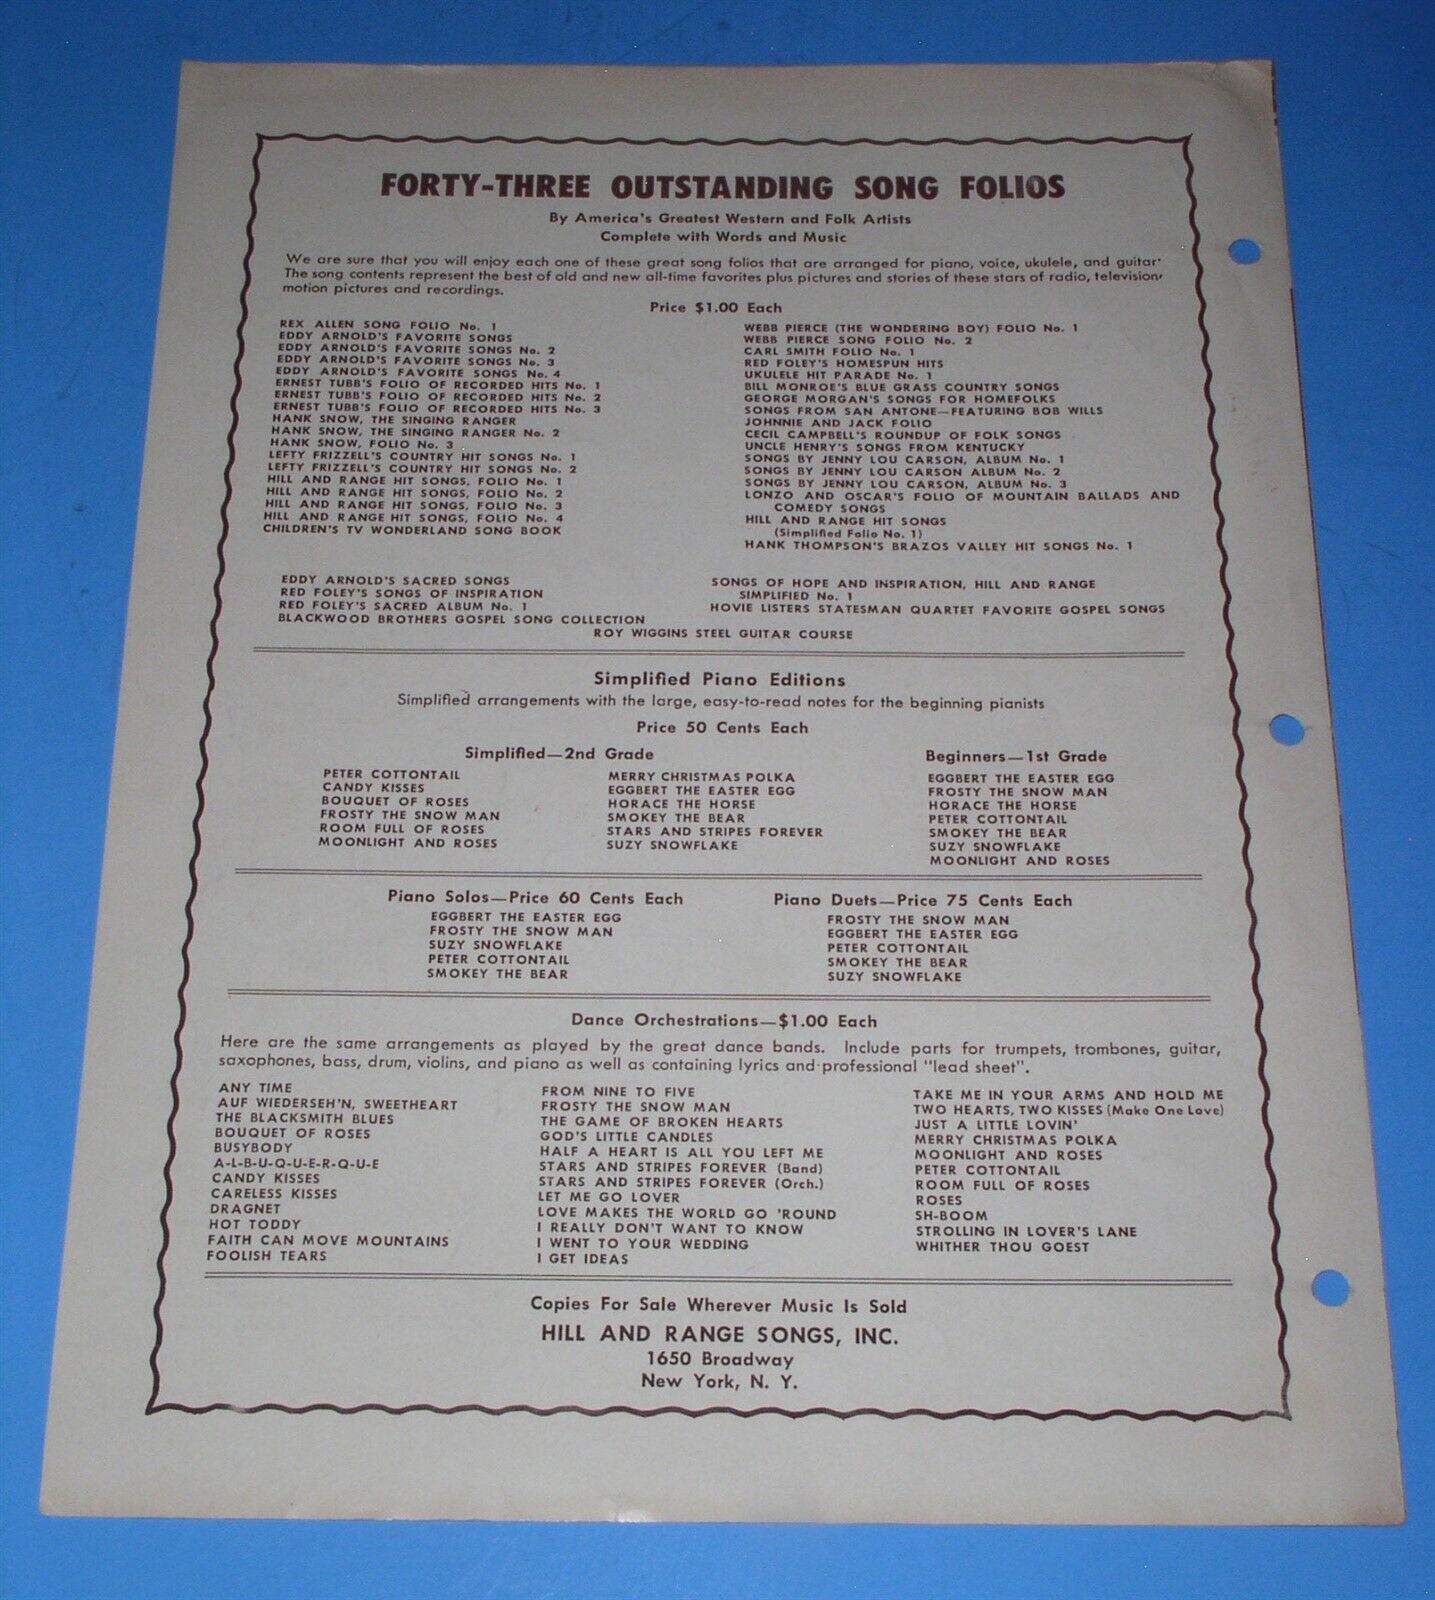 FORTY-THREE OUTSTANDING SONG FOLIOS
By America's Greatest Western and Folk Artists
Complete with Words and Music
We are sure that you will enjoy each one of these great song folios that are arranged for piano, voice, ukulele, and guitar.
The song contents represent the best of old and new all-time favorites plus pictures and stories of these stars of radio, television,
motion pictures and recordings.
Price $1.00 Each
REX ALLEN SONG FOLIO No. 1
EDDY ARNOLD'S FAVORITE SONGS
EDDY ARNOLD'S FAVORITE SONGS No. 2
EDDY ARNOLD'S FAVORITE SONGS No. 3
EDDY ARNOLD'S FAVORITE SONGS No. 4
ERNEST TUBB'S FOLIO OF RECORDED HITS No. 1
ERNEST TUBB'S FOLIO OF RECORDED HITS No. 2
ERNEST TUBB'S FOLIO OF RECORDED HITS No. 3
HANK SNOW, THE SINGING RANGER
HANK SNOW, THE SINGING RANGER No. 2
HANK SNOW, FOLIO No. 3
LEFTY FRIZZELL'S COUNTRY HIT SONGS No. 1
LEFTY FRIZZELL'S COUNTRY HIT SONGS No. 2
HILL AND RANGE HIT SONGS, FOLIO No. 1
HILL AND RANGE HIT SONGS, FOLIO No. 2
HILL AND RANGE HIT SONGS, FOLIO No. 3
HILL AND RANGE HIT SONGS, FOLIO No. 4
CHILDREN'S TV WONDERLAND SONG BOOK
WEBB PIERCE (THE WONDERING BOY) FOLIO No. 1
WEBB PIERCE SONG FOLIO No. 2
CARL SMITH FOLIO No. 1
RED FOLEY'S HOMESPUN HITS
UKULELE HIT PARADE No. 1
BILL MONROE'S BLUE GRASS COUNTRY SONGS
GEORGE MORGAN'S SONGS FOR HOMEFOLKS
SONGS FROM SAN ANTONE—FEATURING BOB WILLS
JOHNNIE AND JACK FOLIO
CECIL CAMPBELL'S ROUNDUP OF FOLK SONGS
UNCLE HENRY'S SONGS FROM KENTUCKY
SONGS BY JENNY LOU CARSON, ALBUM No. 1
SONGS BY JENNY LOU CARSON ALBUM No. 2
SONGS BY JENNY LOU CARSON, ALBUM No. 3
LONZO AND OSCAR'S FOLIO OF MOUNTAIN BALLADS AND
COMEDY SONGS
HILL AND RANGE HIT SONGS
(Simplified Folio No. 1)
HANK THOMPSON'S BRAZOS VALLEY HIT SONGS No. 1
EDDY ARNOLD'S SACRED SONGS
RED FOLEY'S SONGS OF INSPIRATION
RED FOLEY'S SACRED ALBUM No. 1
BLACKWOOD BROTHERS GOSPEL SONG COLLECTION
SONGS OF HOPE AND INSPIRATION, HILL AND RANGE
SIMPLIFIED No. 1
HOVIE LISTERS STATESMAN QUARTET FAVORITE GOSPEL SONGS
ROY WIGGINS STEEL GUITAR COURSE
Simplified Piano Editions
Simplified arrangements with the large, easy-to-read notes for the beginning pianists
Price 50 Cents Each
Simplified—2nd Grade
PETER COTTONTAIL
CANDY KISSES
BOUQUET OF ROSES
FROSTY THE SNOW MAN
ROOM FULL OF ROSES
MOONLIGHT AND ROSES
MERRY CHRISTMAS POLKA
EGGBERT THE EASTER EGG
HORACE THE HORSE
SMOKEY THE BEAR
STARS AND STRIPES FOREVER
SUZY SNOWFLAKE
Beginners—1st Grade
EGGBERT THE EASTER EGG
FROSTY THE SNOW MAN
HORACE THE HORSE
PETER COTTONTAIL
SMOKEY THE BEAR
SUZY SNOWFLAKE
MOONLIGHT AND ROSES
Piano Solos—Price 60 Cents Each
EGGBERT THE EASTER EGG
FROSTY THE SNOW MAN
SUZY SNOWFLAKE
PETER COTTONTAIL
SMOKEY THE BEAR
Piano Duets—Price 75 Cents Each
FROSTY THE SNOW MAN
EGGBERT THE EASTER EGG
PETER COTTONTAIL
SMOKEY THE BEAR
SUZY SNOWFLAKE
Dance Orchestrations—$1.00 Each
Here are the same arrangements as played by the great dance bands. Include parts for trumpets, trombones, guitar,
saxophones, bass, drum, violins, and piano as well as containing lyrics and professional "lead sheet".
ANY TIME
AUF WIEDERSEH'N, SWEETHEART
THE BLACKSMITH BLUES
BOUQUET OF ROSES
BUSYBODY
A-L-B-U-Q-U-E-R-Q-U-E
CANDY KISSES
CARELESS KISSES
DRAGNET
HOT TODDY
FAITH CAN MOVE MOUNTAINS
FOOLISH TEARS
FROM NINE TO FIVE
FROSTY THE SNOW MAN
THE GAME OF BROKEN HEARTS
GOD'S LITTLE CANDLES
HALF A HEART IS ALL YOU LEFT ME
STARS AND STRIPES FOREVER (Band)
STARS AND STRIPES FOREVER (Orch.)
LET ME GO LOVER
LOVE MAKES THE WORLD GO 'ROUND
I REALLY DON'T WANT TO KNOW
I WENT TO YOUR WEDDING
I GET IDEAS
TAKE ME IN YOUR ARMS AND HOLD ME
TWO HEARTS, TWO KISSES (Make One Love)
JUST A LITTLE LOVIN'
MERRY CHRISTMAS POLKA
MOONLIGHT AND ROSES
PETER COTTONTAIL
ROOM FULL OF ROSES
ROSES
SH-BOOM
STROLLING IN LOVER'S LANE
WHITHER THOU GOEST
Copies For Sale Wherever Music Is Sold
HILL AND RANGE SONGS, INC.
1650 Broadway
New York, N. Y.